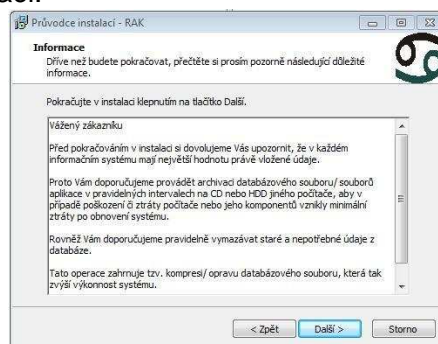 Průvodce instalací - RAK
Informace
Dříve než budete pokračovat, přečtěte si prosím pozorně následující důležité
informace.
Pokračujte v instalaci klepnutím na tlačítko Další.
Vážený zákazníku
Před pokračováním v instalaci si dovolujeme Vás upozornit, že v každém
informačním systému mají největší hodnotu právě vložené údaje.
Proto Vám doporučujeme provádět archivaci databázového souboru/ souborů
aplikace v pravidelných intervalech na CD nebo HDD jiného počítače, aby v
případě poškození či ztráty počítače nebo jeho komponentů vznikly minimální
ztráty po obnovení systému.
Rovněž Vám doporučujeme pravidelně vymazávat staré a nepotřebné údaje z
databáze.
Tato operace zahrnuje tzv. kompresi/ opravu databázového souboru, která tak
zvýší výkonnost systému.
< Zpět
Další >
Storno